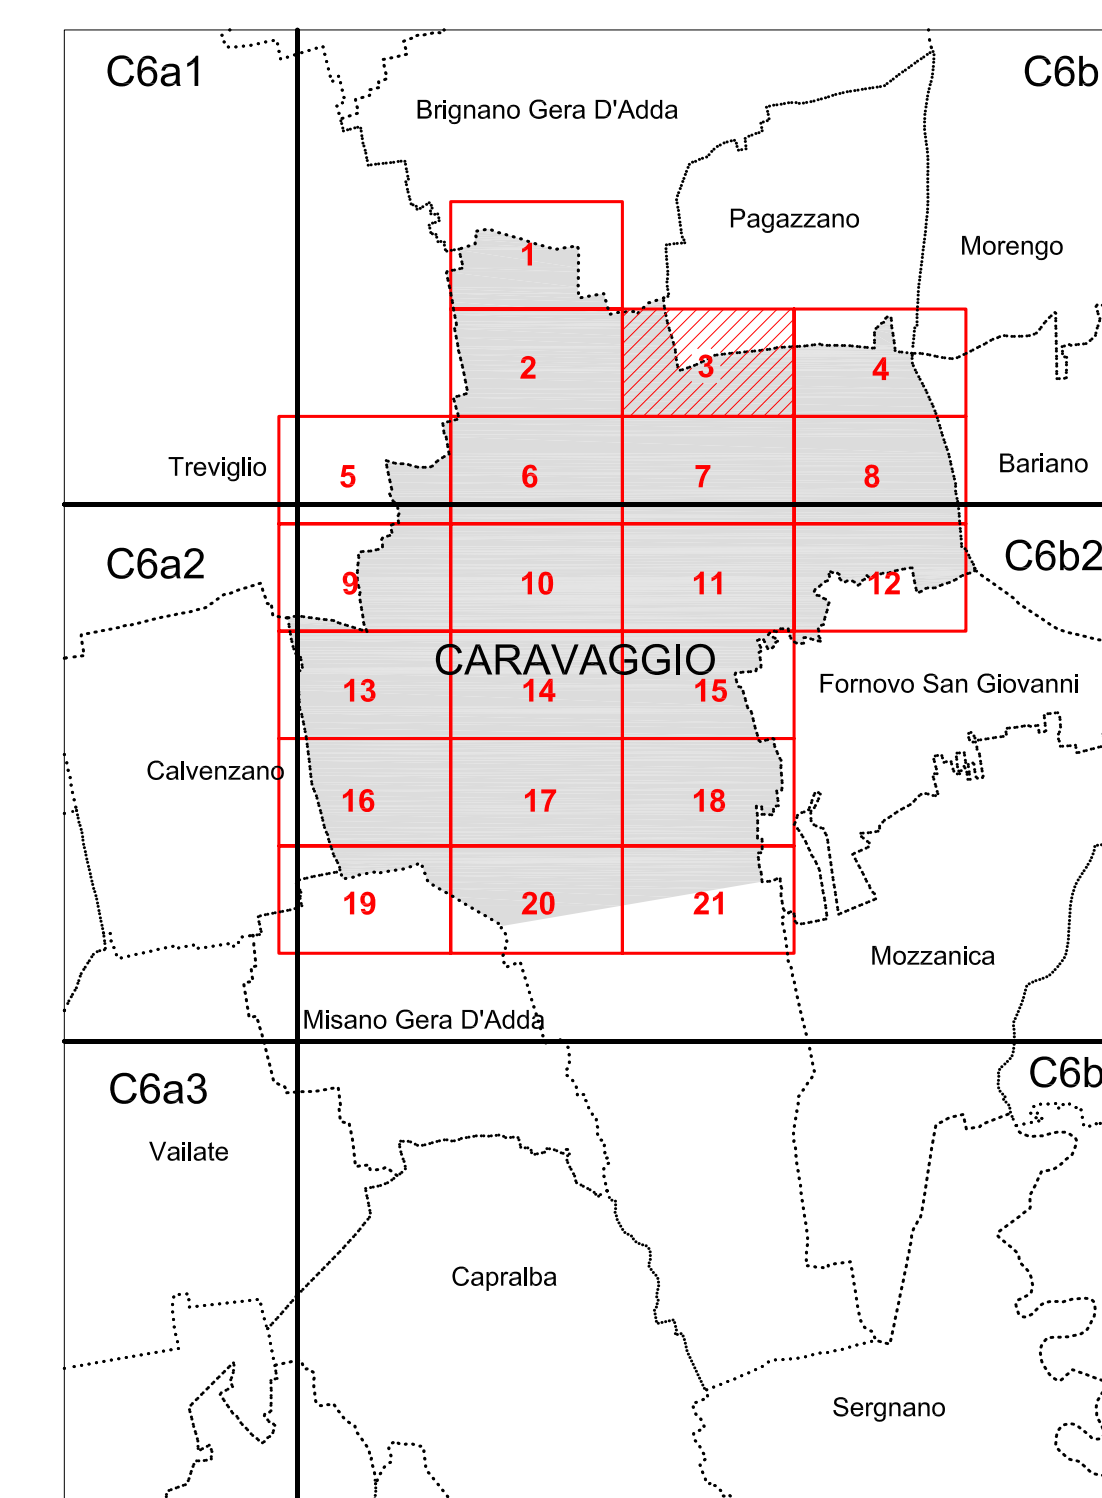 C6a1
C6b
Brignano Gera D'Adda
Pagazzano
Morengo
1
2
3
4
Treviglio
5
6
7
8
Bariano
C6a2
C6b2
9
10
11
12
CARAVAGGIO
13
14
15
Fornovo San Giovanni
Calvenzano
16
17
18
19
20
21
Mozzanica
Misano Gera D'Adda
C6a3
C6b
Vailate
Capralba
Sergnano